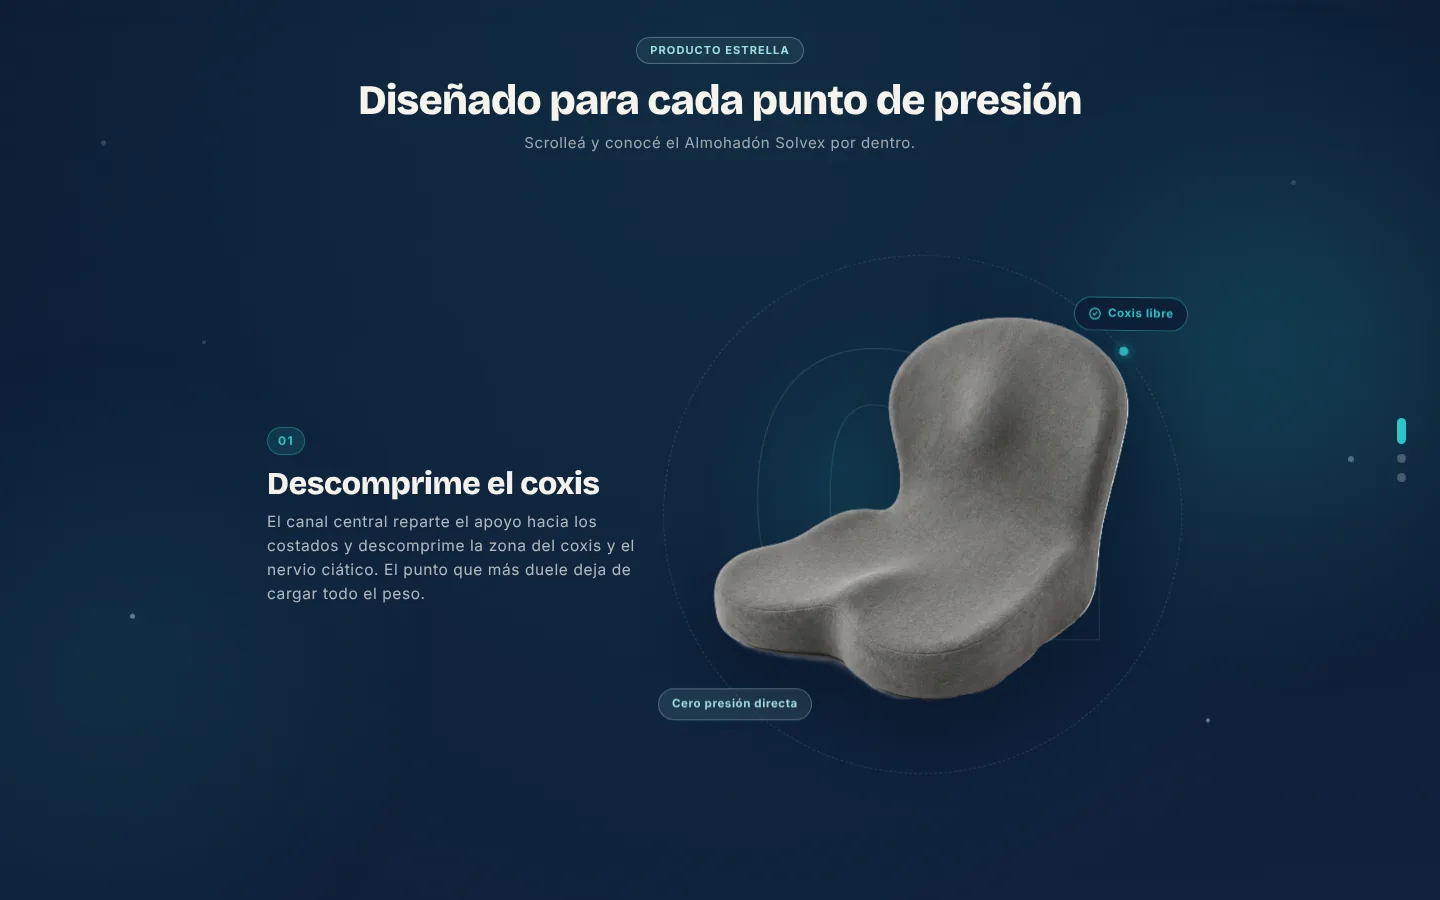 PRODUCTO ESTRELLA
Diseñado para cada punto de presión
Scrolleá y conocé el Almohadón Solvex por dentro.
Coxis libre
01
Descomprime el coxis
El canal central reparte el apoyo hacia los
costados y descomprime la zona del coxis y el
nervio ciático. El punto que más duele deja de
cargar todo el peso.
Cero presión directa